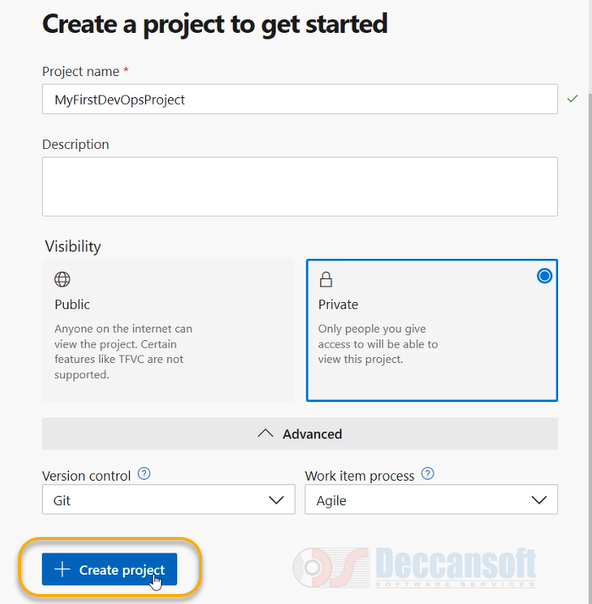 Create a project to get started
Project name *
MyFirstDevOpsProject
Description
Visibility
Public
Anyone on the internet can
view the project. Certain
features like TFVC are not
supported.
Private
Only people you give
access to will be able to
view this project.
Advanced
Version control ?
Git
Work item process ?
Agile
+ Create project
Deccansoft
SOFTWARE SERVICES